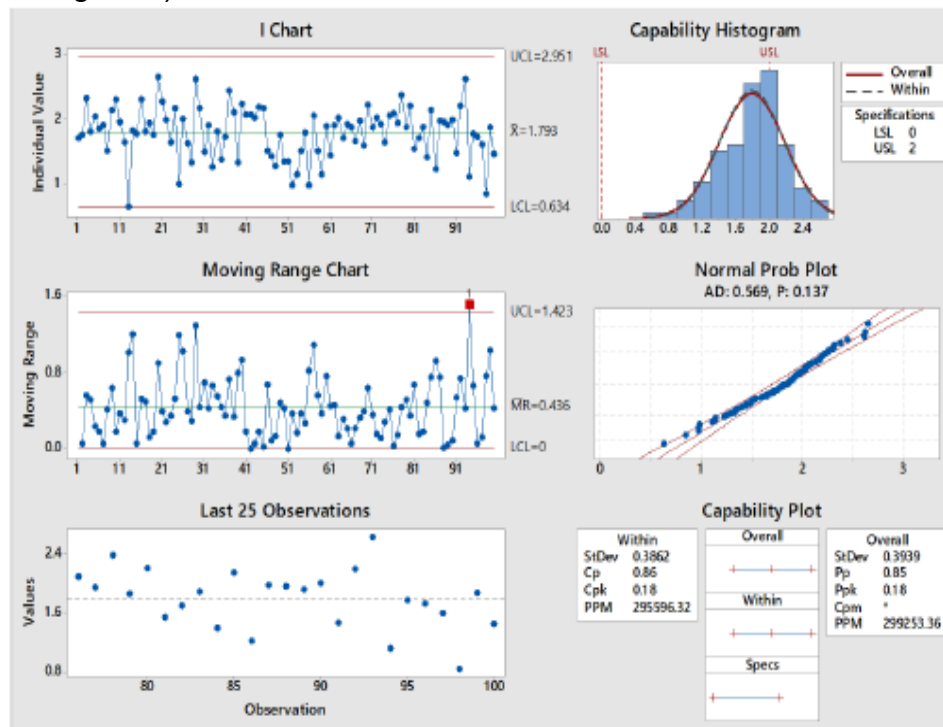 I Chart
Individual Value
3
2
1
UCL=2.951
X̄=1.793
LCL=0.634
1 11 21 31 41 51 61 71 81 91
Capability Histogram
LSL USL
0.0 0.4 0.8 1.2 1.6 2.0 2.4
Overall
Within
Specifications
LSL 0
USL 2
Moving Range Chart
Moving Range
1.6
0.8
0.0
1
UCL=1.423
M̄R̄=0.436
LCL=0
1 11 21 31 41 51 61 71 81 91
Normal Prob Plot
AD: 0.569, P: 0.137
0 1 2 3
Last 25 Observations
Values
2.4
1.6
0.8
80 85 90 95 100
Observation
Capability Plot
Within
StDev 0.3862
Cp 0.86
Cpk 0.18
PPM 295596.32
Overall
Within
Specs
Overall
StDev 0.3939
Pp 0.85
Ppk 0.18
Cpm *
PPM 299253.36